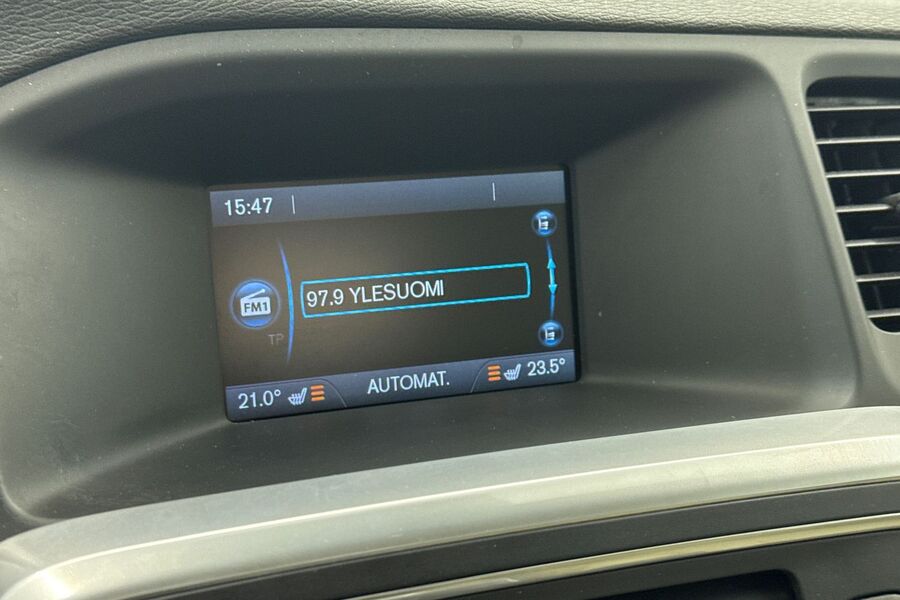 15:47
97.9 YLESUOMI
FM1
TP
21.0° AUTOMAT. 23.5°